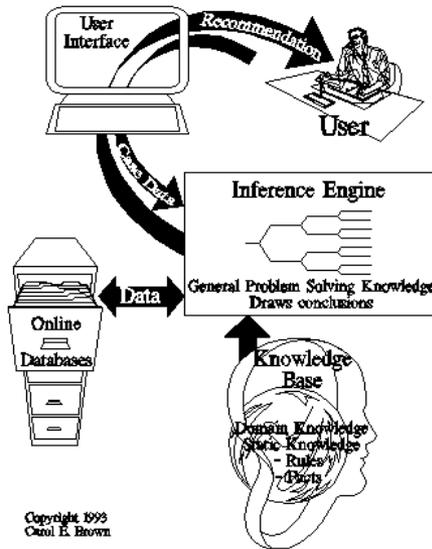 User
Interface
Recommendation
User
Case Data
Inference Engine
General Problem Solving Knowledge
Draws conclusions
Data
Online
Databases
Knowledge
Base
Domain Knowledge
Static Knowledge
- Rules
- Facts
Copyright 1993
Carol E. Brown